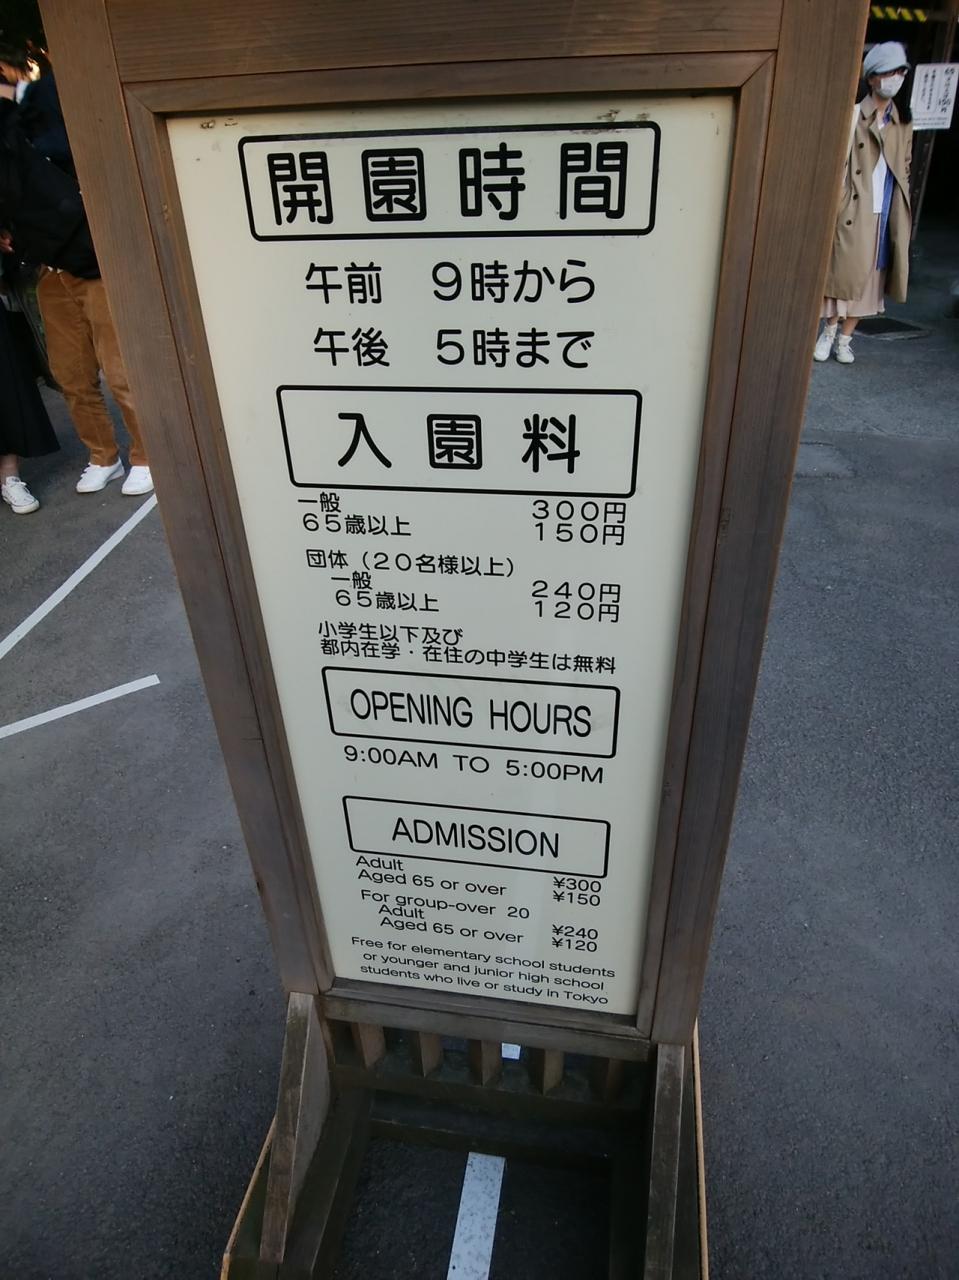 開園時間
午前 9時から
午後 5時まで
入園料
一般 300円
65歳以上 150円
団体（20名様以上）
一般 240円
65歳以上 120円
小学生以下及び
都内在学・在住の中学生は無料
OPENING HOURS
9:00AM TO 5:00PM
ADMISSION
Adult ¥300
Aged 65 or over ¥150
For group-over 20
Adult ¥240
Aged 65 or over ¥120
Free for elementary school students
or younger and junior high school
students who live or study in Tokyo